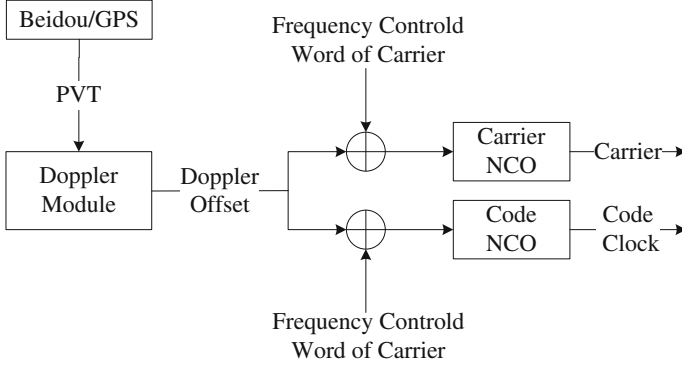 Beidou/GPS
Frequency Controld
Word of Carrier
PVT
Carrier
NCO
Carrier
Doppler
Module
Doppler
Offset
Code
NCO
Code
Clock
Frequency Controld
Word of Carrier